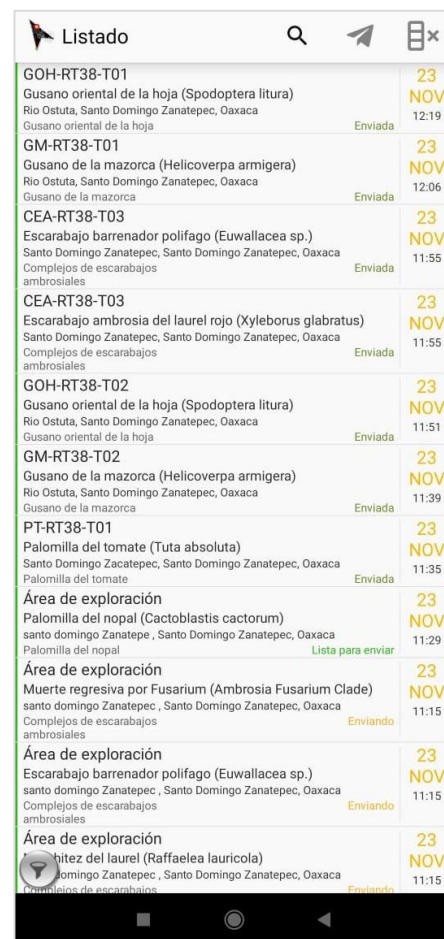 Listado
GOH-RT38-T01
Gusano oriental de la hoja (Spodoptera litura)
Rio Ostuta, Santo Domingo Zanatepec, Oaxaca
Gusano oriental de la hoja Enviada
23
NOV
12:19
GM-RT38-T01
Gusano de la mazorca (Helicoverpa armigera)
Rio Ostuta, Santo Domingo Zanatepec, Oaxaca
Gusano de la mazorca Enviada
23
NOV
12:06
CEA-RT38-T03
Escarabajo barrenador polifago (Euwallacea sp.)
Santo Domingo Zanatepec, Santo Domingo Zanatepec, Oaxaca
Complejos de escarabajos Enviada
ambrosiales
23
NOV
11:55
CEA-RT38-T03
Escarabajo ambrosia del laurel rojo (Xyleborus glabratus)
Santo Domingo Zanatepec, Santo Domingo Zanatepec, Oaxaca
Complejos de escarabajos Enviada
ambrosiales
23
NOV
11:55
GOH-RT38-T02
Gusano oriental de la hoja (Spodoptera litura)
Rio Ostuta, Santo Domingo Zanatepec, Oaxaca
Gusano oriental de la hoja Enviada
23
NOV
11:51
GM-RT38-T02
Gusano de la mazorca (Helicoverpa armigera)
Rio Ostuta, Santo Domingo Zanatepec, Oaxaca
Gusano de la mazorca Enviada
23
NOV
11:39
PT-RT38-T01
Palomilla del tomate (Tuta absoluta)
Santo Domingo Zacatepec, Santo Domingo Zanatepec, Oaxaca
Palomilla del tomate Enviada
23
NOV
11:35
Área de exploración
Palomilla del nopal (Cactoblastis cactorum)
santo domingo Zanatepe , Santo Domingo Zanatepec, Oaxaca
Palomilla del nopal Lista para enviar
23
NOV
11:29
Área de exploración
Muerte regresiva por Fusarium (Ambrosia Fusarium Clade)
santo domingo Zanatepec , Santo Domingo Zanatepec, Oaxaca
Complejos de escarabajos Enviando
ambrosiales
23
NOV
11:15
Área de exploración
Escarabajo barrenador polifago (Euwallacea sp.)
santo domingo Zanatepec , Santo Domingo Zanatepec, Oaxaca
Complejos de escarabajos Enviando
ambrosiales
23
NOV
11:15
Área de exploración
del laurel (Raffaelea lauricola)
domingo Zanatepec , Santo Domingo Zanatepec, Oaxaca
de escarabajos Enviando
23
NOV
11:15